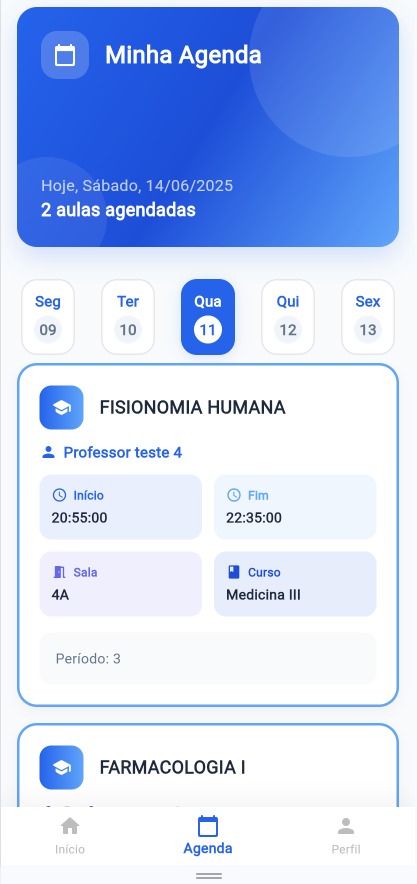 Minha Agenda
Hoje, Sábado, 14/06/2025
2 aulas agendadas
Seg Ter Qua Qui Sex
09 10 11 12 13
FISIONOMIA HUMANA
Professor teste 4
Início Fim
20:55:00 22:35:00
Sala Curso
4A Medicina III
Período: 3
FARMACOLOGIA I
Início Agenda Perfil